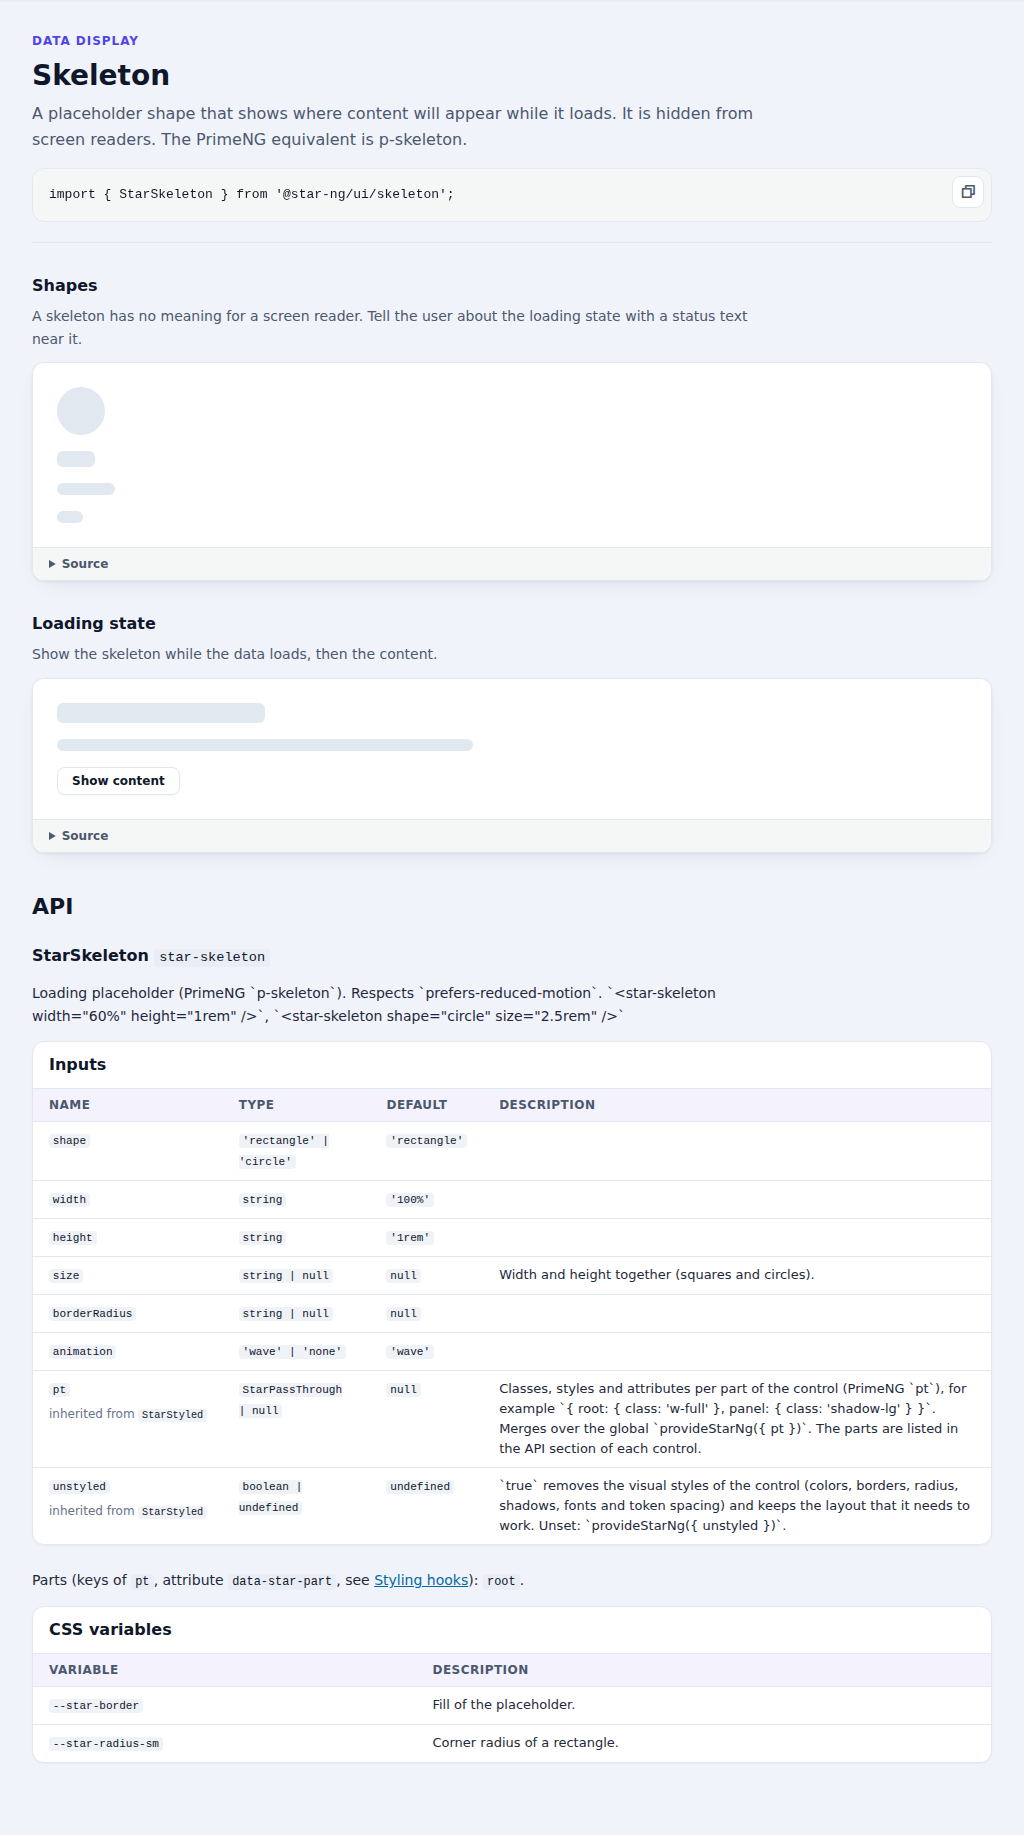 DATA DISPLAY
Skeleton
A placeholder shape that shows where content will appear while it loads. It is hidden from
screen readers. The PrimeNG equivalent is p-skeleton.
import { StarSkeleton } from '@star-ng/ui/skeleton';
Shapes
A skeleton has no meaning for a screen reader. Tell the user about the loading state with a status text
near it.
Source
Loading state
Show the skeleton while the data loads, then the content.
Show content
Source
API
StarSkeleton star-skeleton
Loading placeholder (PrimeNG `p-skeleton`). Respects `prefers-reduced-motion`. `<star-skeleton
width="60%" height="1rem" />`, `<star-skeleton shape="circle" size="2.5rem" />`
Inputs
NAME TYPE DEFAULT DESCRIPTION
shape 'rectangle' | 'rectangle'
'circle'
width string '100%'
height string '1rem'
size string | null null Width and height together (squares and circles).
borderRadius string | null null
animation 'wave' | 'none' 'wave'
pt StarPassThrough null Classes, styles and attributes per part of the control (PrimeNG `pt`), for
inherited from StarStyled | null example `{ root: { class: 'w-full' }, panel: { class: 'shadow-lg' } }`.
Merges over the global `provideStarNg({ pt })`. The parts are listed in
the API section of each control.
unstyled boolean | undefined `true` removes the visual styles of the control (colors, borders, radius,
inherited from StarStyled undefined shadows, fonts and token spacing) and keeps the layout that it needs to
work. Unset: `provideStarNg({ unstyled })`.
Parts (keys of pt, attribute data-star-part, see Styling hooks): root.
CSS variables
VARIABLE DESCRIPTION
--star-border Fill of the placeholder.
--star-radius-sm Corner radius of a rectangle.